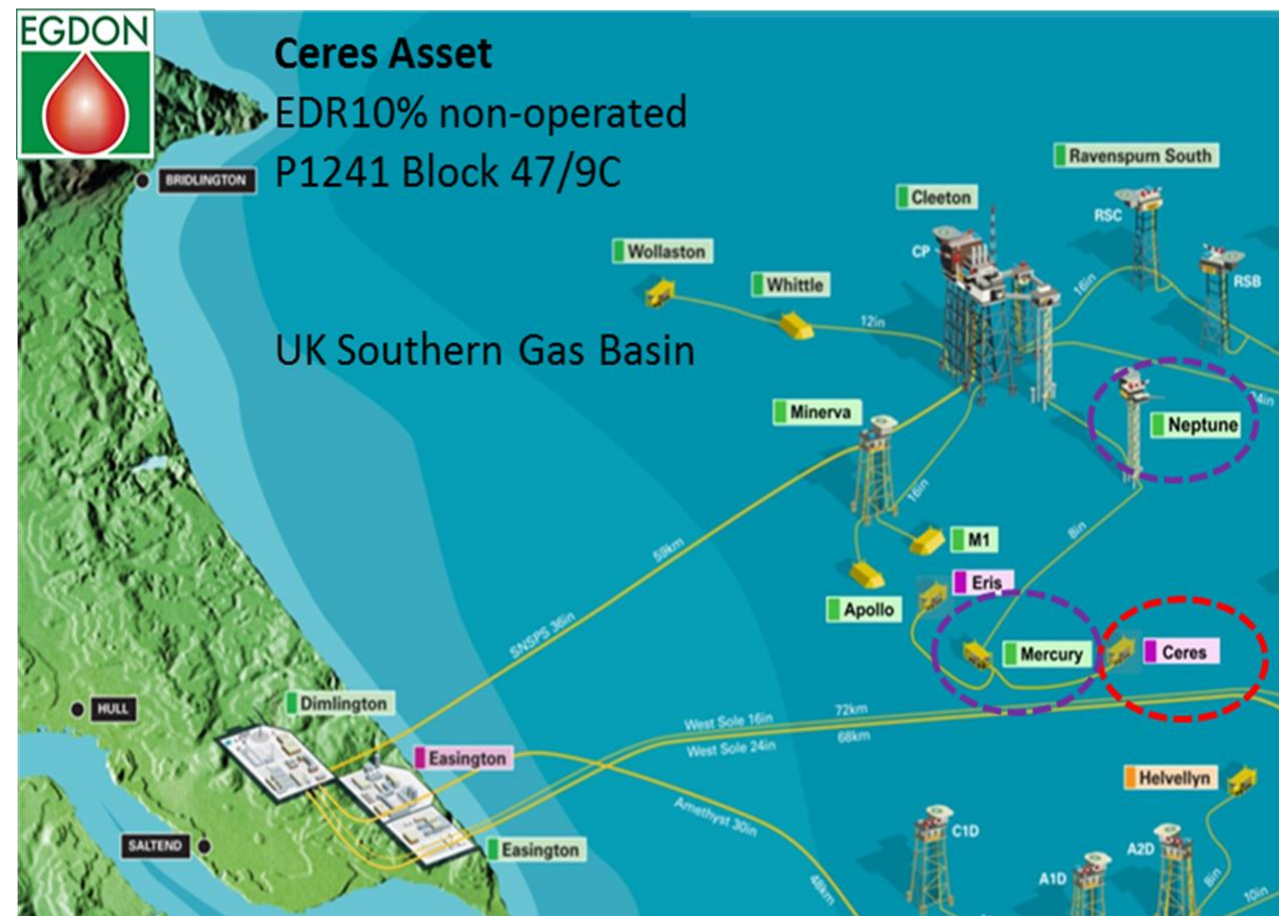 EGDON
Ceres Asset
EDR10% non-operated
P1241 Block 47/9C
UK Southern Gas Basin
BRIDLINGTON
Ravenspurn South
RSC
Cleeton
CP
RSB
Wollaston
Whittle
16in
12in
24in
Minerva
Neptune
16in
59km
8in
M1
Eris
Apollo
SNSPS 36in
Mercury
Ceres
HULL
Dimlington
West Sole 16in
72km
West Sole 24in
68km
Easington
Helvellyn
Amethyst 30in
C1D
A2D
SALTEND
Easington
A1D
48km
8in
10in